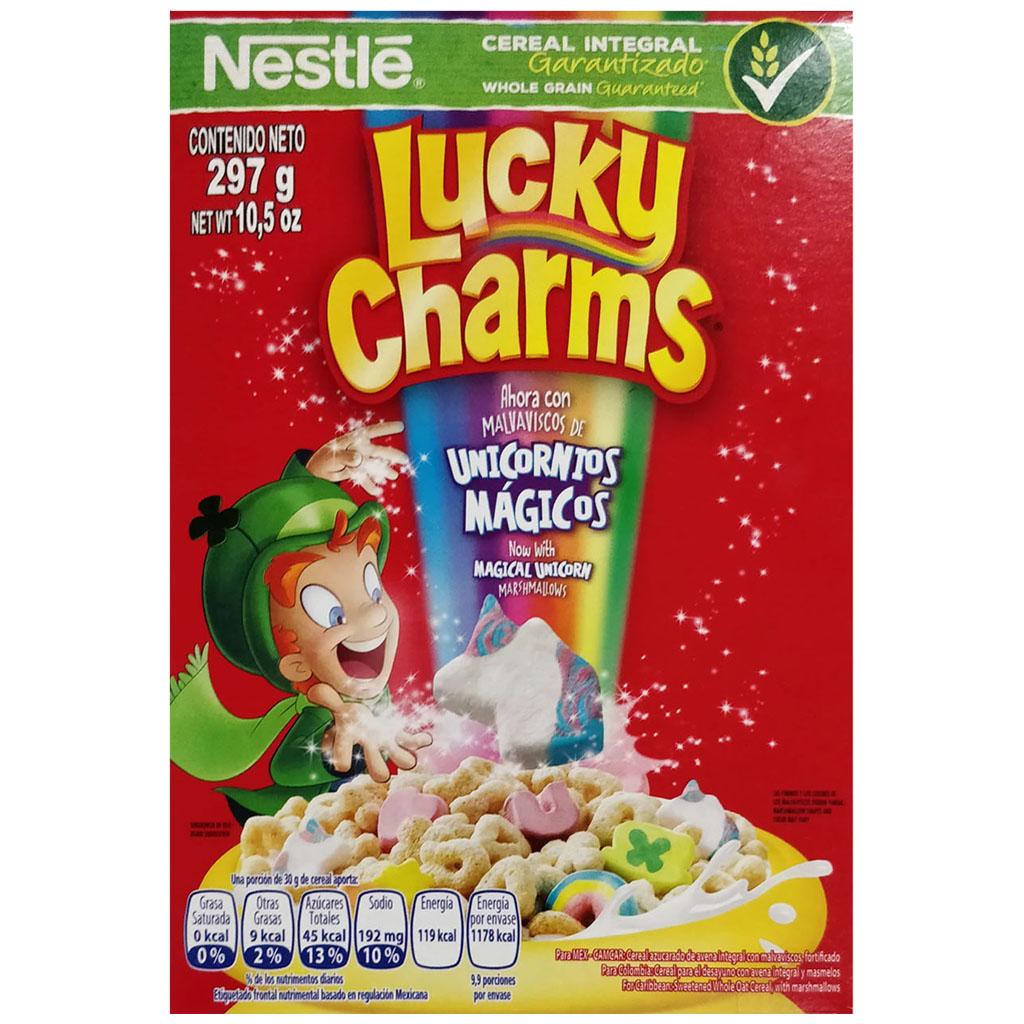 Nestlé
CEREAL INTEGRAL
Garantizado
WHOLE GRAIN Guaranteed
CONTENIDO NETO
297 g
NET WT 10,5 oz
Lucky
Charms
Ahora con
MALVAVISCOS DE
UNICORNIOS
MÁGICOS
Now With
MAGICAL UNICORN
MARSHMALLOWS
Una porción de 30 g de cereal aporta:
Grasa Saturada 0 kcal 0%
Otras Grasas 9 kcal 2%
Azúcares Totales 45 kcal 13%
Sodio 192 mg 10%
Energía 119 kcal
Energía por envase 1178 kcal
% de los nutrimentos diarios
Etiquetado frontal nutrimental basado en regulación Mexicana
9,9 porciones
por envase
Para MEX- CAMCAR: Cereal azucarado de avena integral con malvaviscos, fortificado
Para Colombia: Cereal para el desayuno con avena integral y masmelos
For Caribbean: Sweetened Whole Oat Cereal, with marshmallows